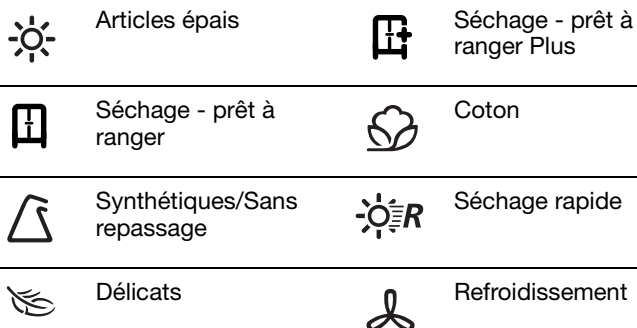 Articles épais
Séchage - prêt à
ranger Plus
Séchage - prêt à
ranger
Coton
Synthétiques/Sans
repassage
R
Séchage rapide
Délicats
Refroidissement